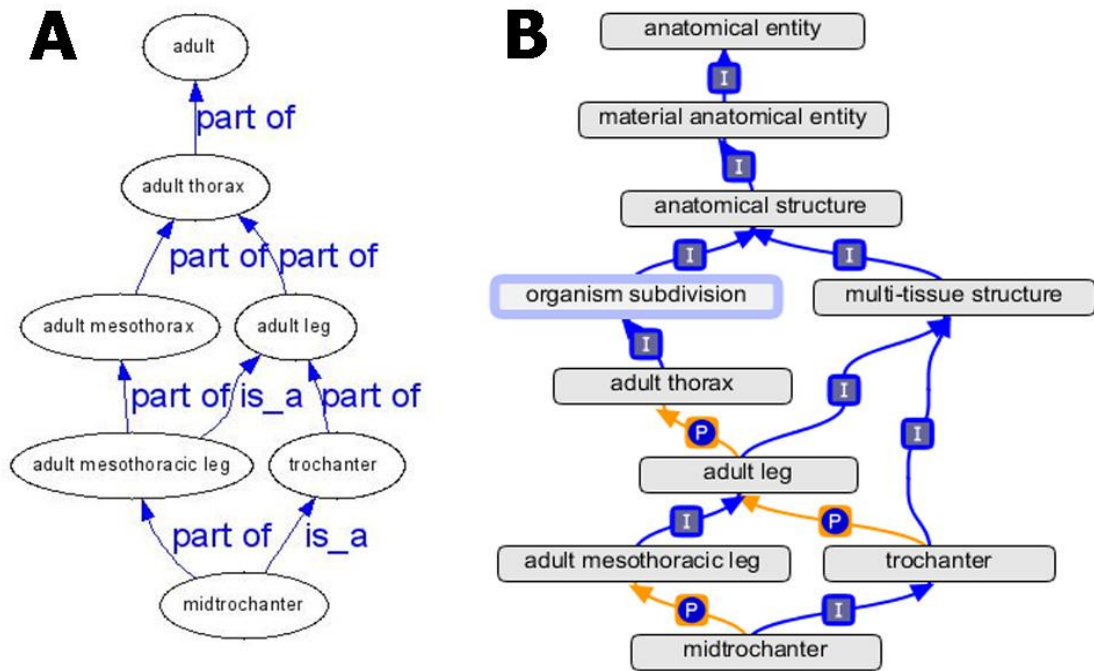 A
adult
part of
adult thorax
part of part of
adult mesothorax
adult leg
part of is_a part of
adult mesothoracic leg
trochanter
part of is_a
midtrochanter
B
anatomical entity
I
material anatomical entity
I
anatomical structure
I
I
organism subdivision
multi-tissue structure
I
adult thorax
I
P
I
adult leg
I
P
adult mesothoracic leg
trochanter
P
I
midtrochanter